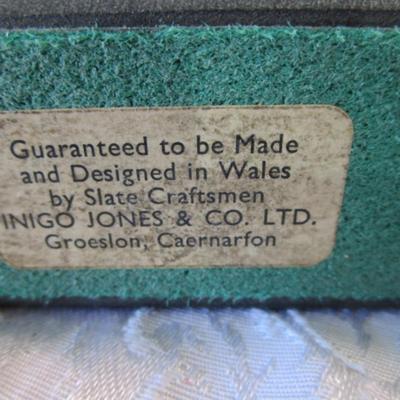 Guaranteed to be Made
and Designed in Wales
by Slate Craftsmen
INIGO JONES & CO. LTD.
Groeslon, Caernarfon